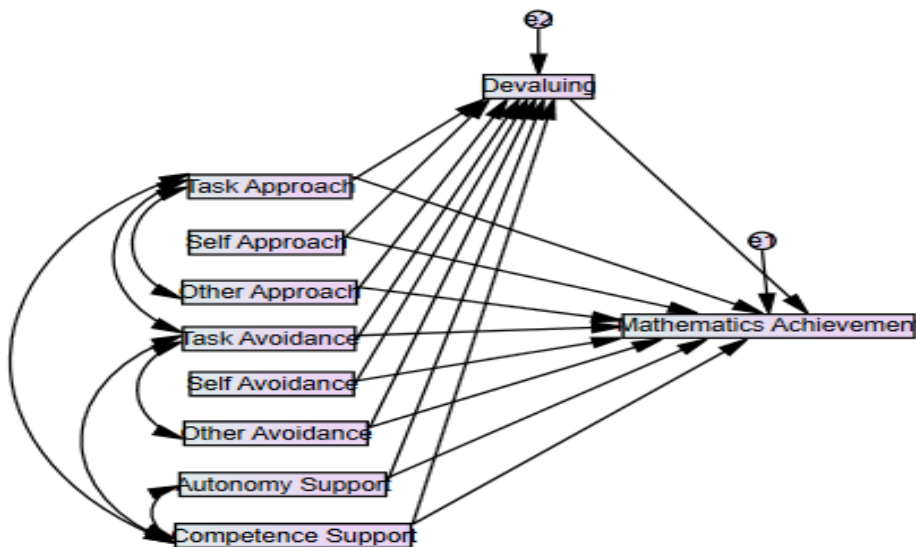 e2
Devaluing
Task Approach
Self Approach
e1
Other Approach
Mathematics Achievemen
Task Avoidance
Self Avoidance
Other Avoidance
Autonomy Support
Competence Support